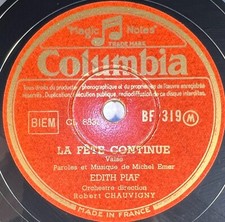 "Magic Notes"
TRADE MARK
Columbia
BIEM
BF 319
M
LA FÊTE CONTINUE
Valse
Paroles et Musique de Michel Emer
EDITH PIAF
Orchestre direction
Robert CHAUVIGNY
MADE IN FRANCE